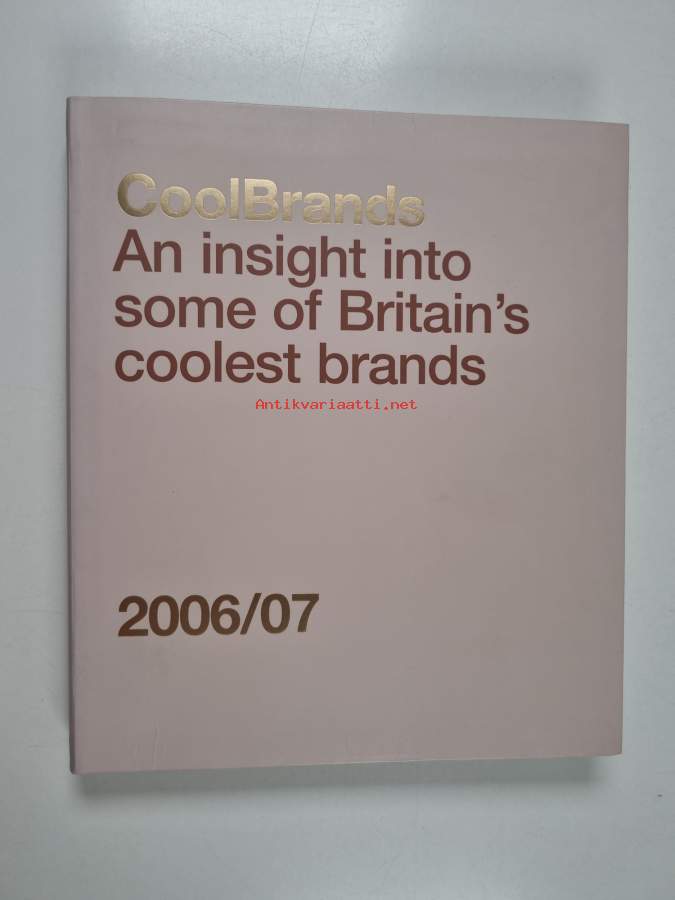 CoolBrands
An insight into
some of Britain's
coolest brands
Antikvariaatti.net
2006/07